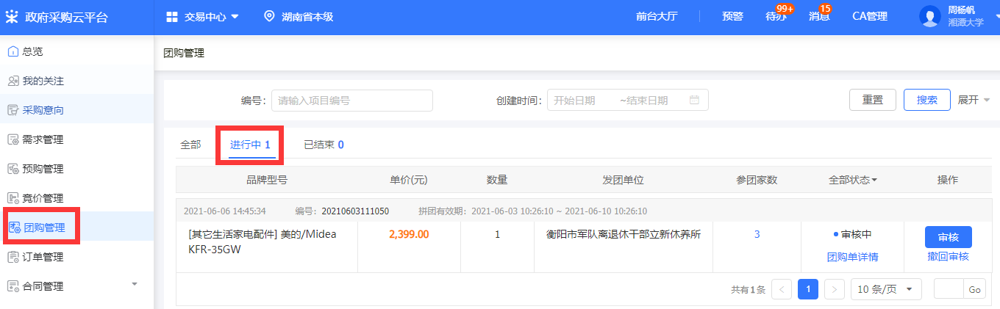 政府采购云平台 交易中心 湖南省本级 前台大厅 预警 待办 99+ 消息 15 CA管理 周杨帆
湘潭大学
总览
我的关注
采购意向
需求管理
预购管理
竞价管理
团购管理
订单管理
合同管理
团购管理
编号: 请输入项目编号 创建时间: 开始日期 ~结束日期 重置 搜索 展开
全部 进行中 1 已结束 0
品牌型号 单价(元) 数量 发团单位 参团家数 全部状态 操作
2021-06-06 14:45:34 编号: 20210603111050 拼团有效期: 2021-06-03 10:26:10 ~ 2021-06-10 10:26:10
[其它生活家电配件] 美的/Midea 2,399.00 1 衡阳市军队离退休干部立新休养所 3 审核中 审核
KFR-35GW 团购单详情 撤回审核
共有1条 < 1 > 10 条/页 Go